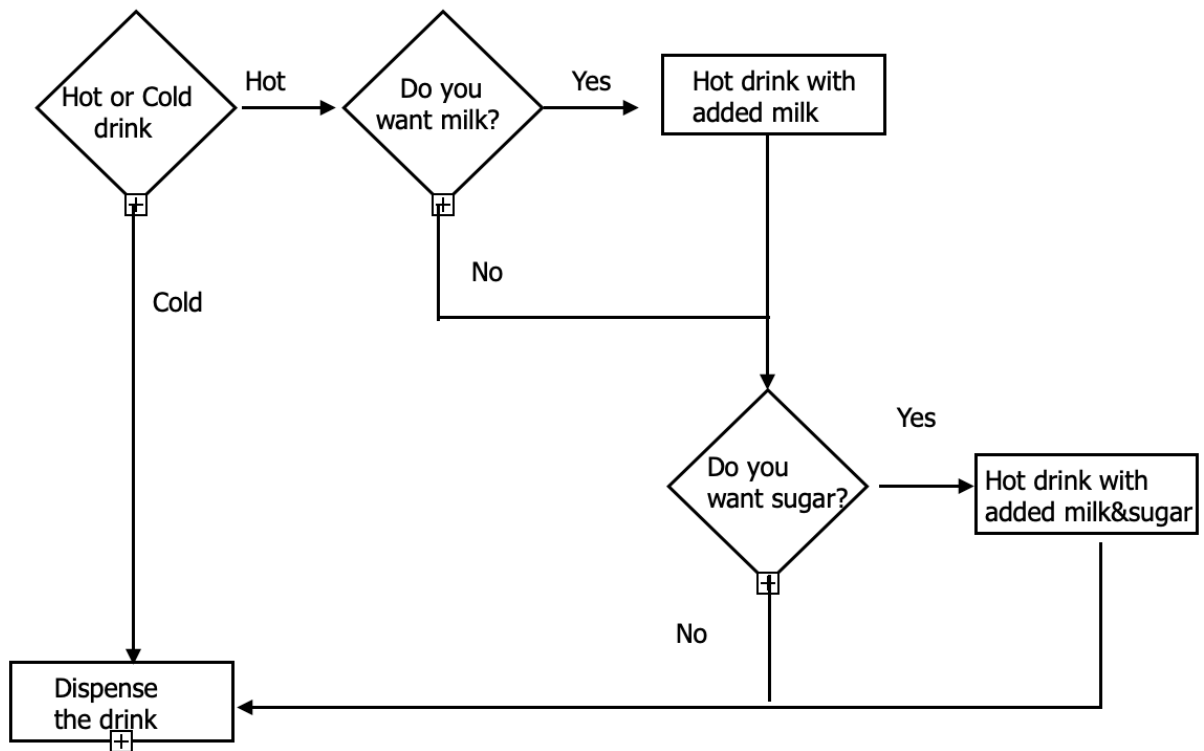 Hot or Cold
drink
Hot
Do you
want milk?
Yes
Hot drink with
added milk
No
Cold
Yes
Do you
want sugar?
Hot drink with
added milk&sugar
No
Dispense
the drink